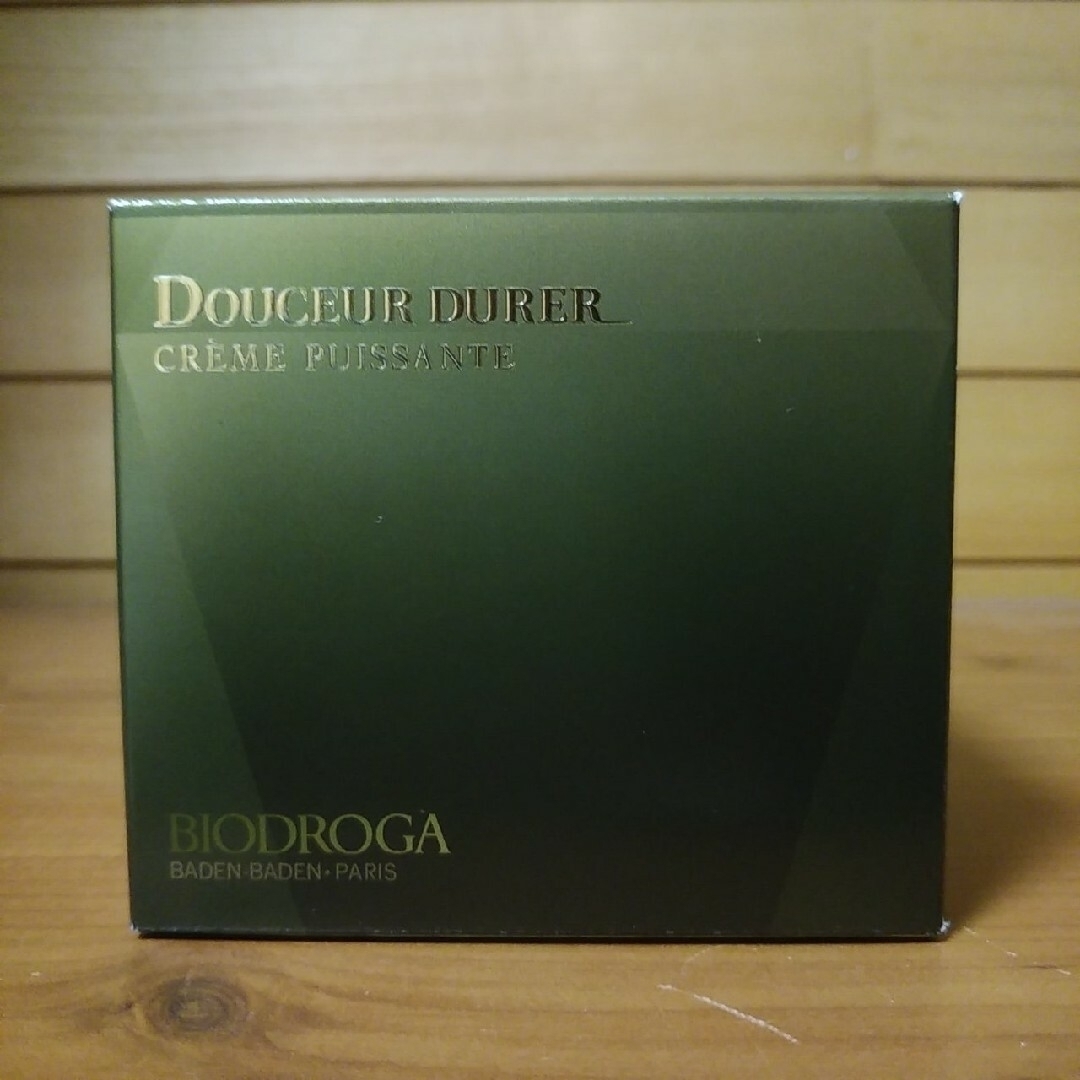 DOUCEUR DURER
CRÈME PUISSANTE
BIODROGA
BADEN-BADEN•PARIS